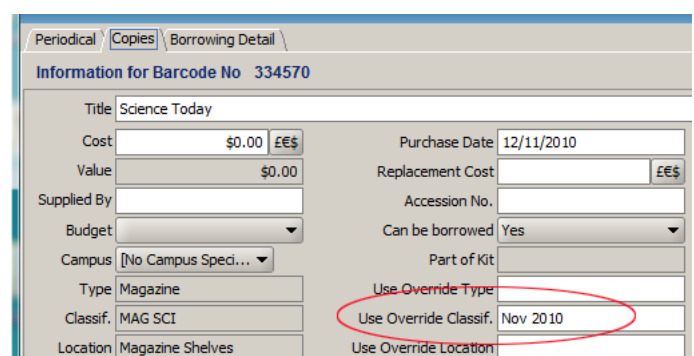 Periodical Copies Borrowing Detail
Information for Barcode No 334570
Title Science Today
Cost $0.00 £€$ Purchase Date 12/11/2010
Value $0.00 Replacement Cost £€$
Supplied By Accession No.
Budget Can be borrowed Yes
Campus [No Campus Speci... Part of Kit
Type Magazine Use Override Type
Classif. MAG SCI Use Override Classif. Nov 2010
Location Magazine Shelves Use Override Location